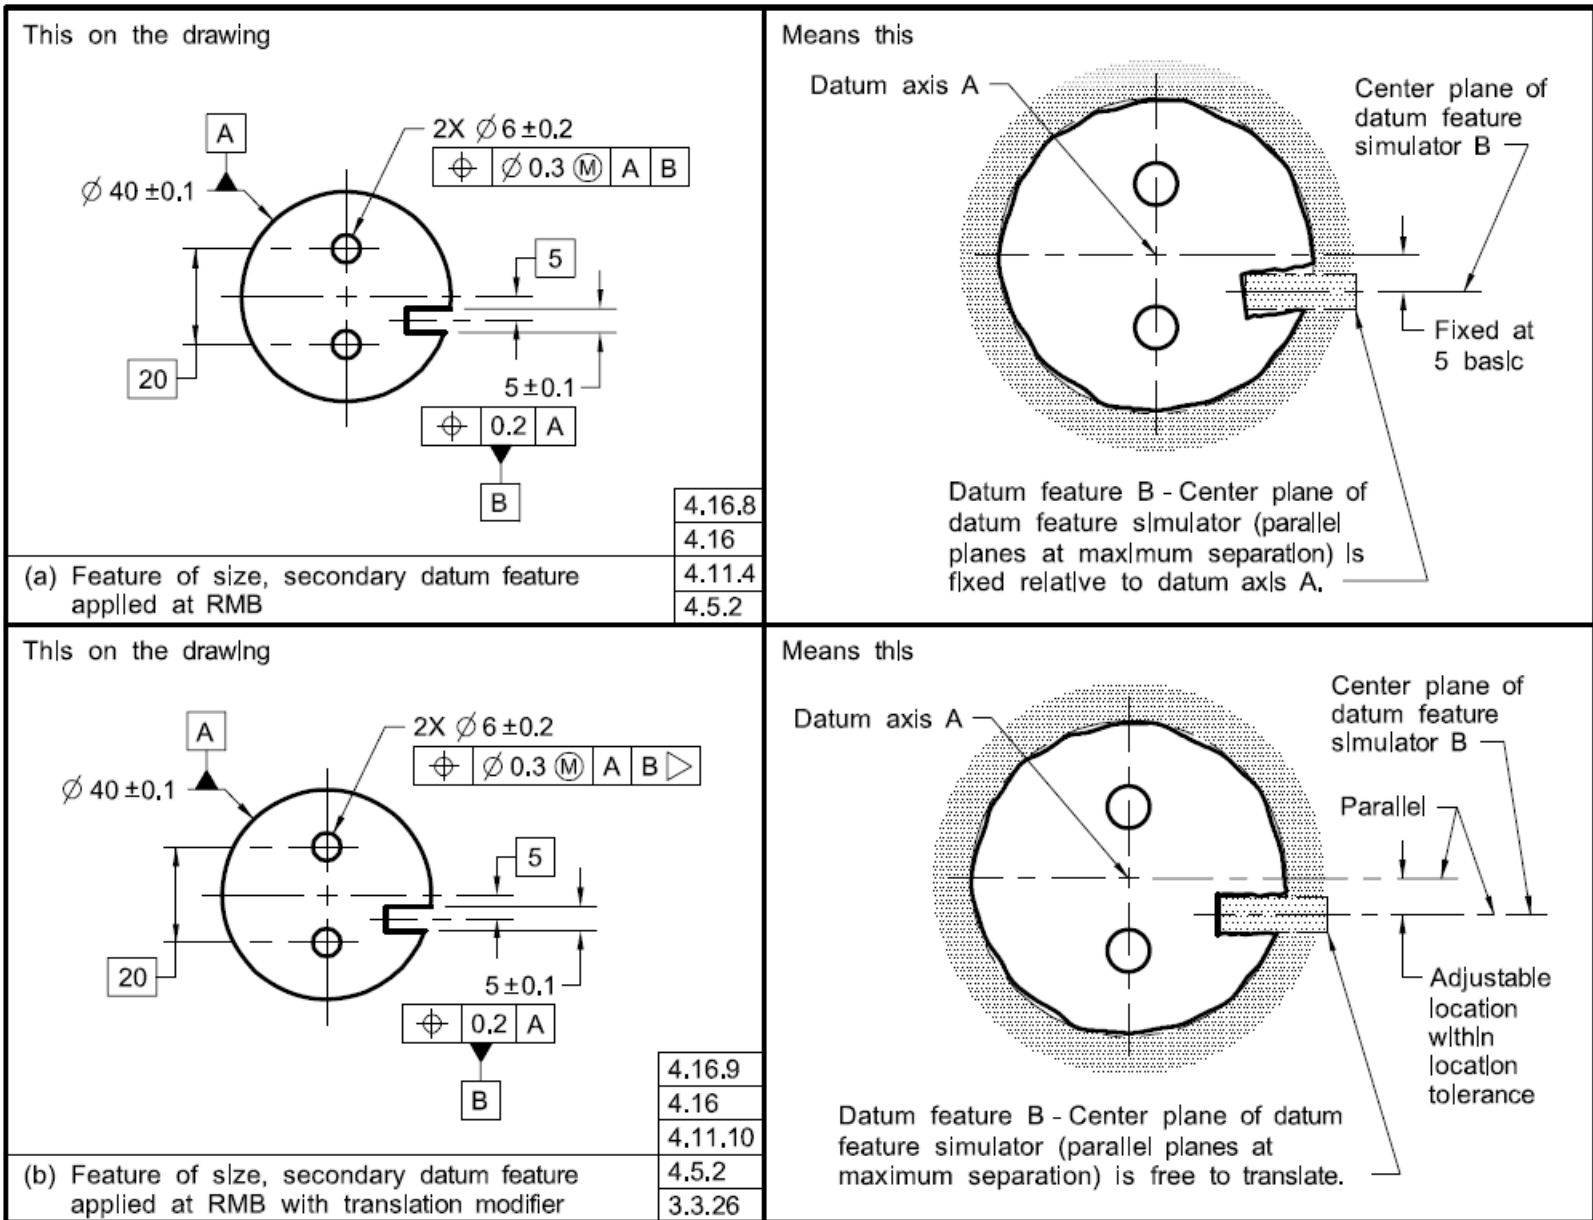 This on the drawing
A
2X ∅ 6 ±0.2
⌖ ∅ 0.3 Ⓜ A B
∅ 40 ±0.1
5
20
5 ±0.1
⌖ 0.2 A
B
4.16.8
4.16
4.11.4
4.5.2
(a) Feature of size, secondary datum feature
applied at RMB
Means this
Datum axis A
Center plane of
datum feature
simulator B
Fixed at
5 basic
Datum feature B - Center plane of
datum feature simulator (parallel
planes at maximum separation) is
fixed relative to datum axis A.
This on the drawing
A
2X ∅ 6 ±0.2
⌖ ∅ 0.3 Ⓜ A B ▷
∅ 40 ±0.1
5
20
5 ±0.1
⌖ 0.2 A
B
4.16.9
4.16
4.11.10
4.5.2
3.3.26
(b) Feature of size, secondary datum feature
applied at RMB with translation modifier
Means this
Datum axis A
Center plane of
datum feature
simulator B
Parallel
Adjustable
location
within
location
tolerance
Datum feature B - Center plane of datum
feature simulator (parallel planes at
maximum separation) is free to translate.